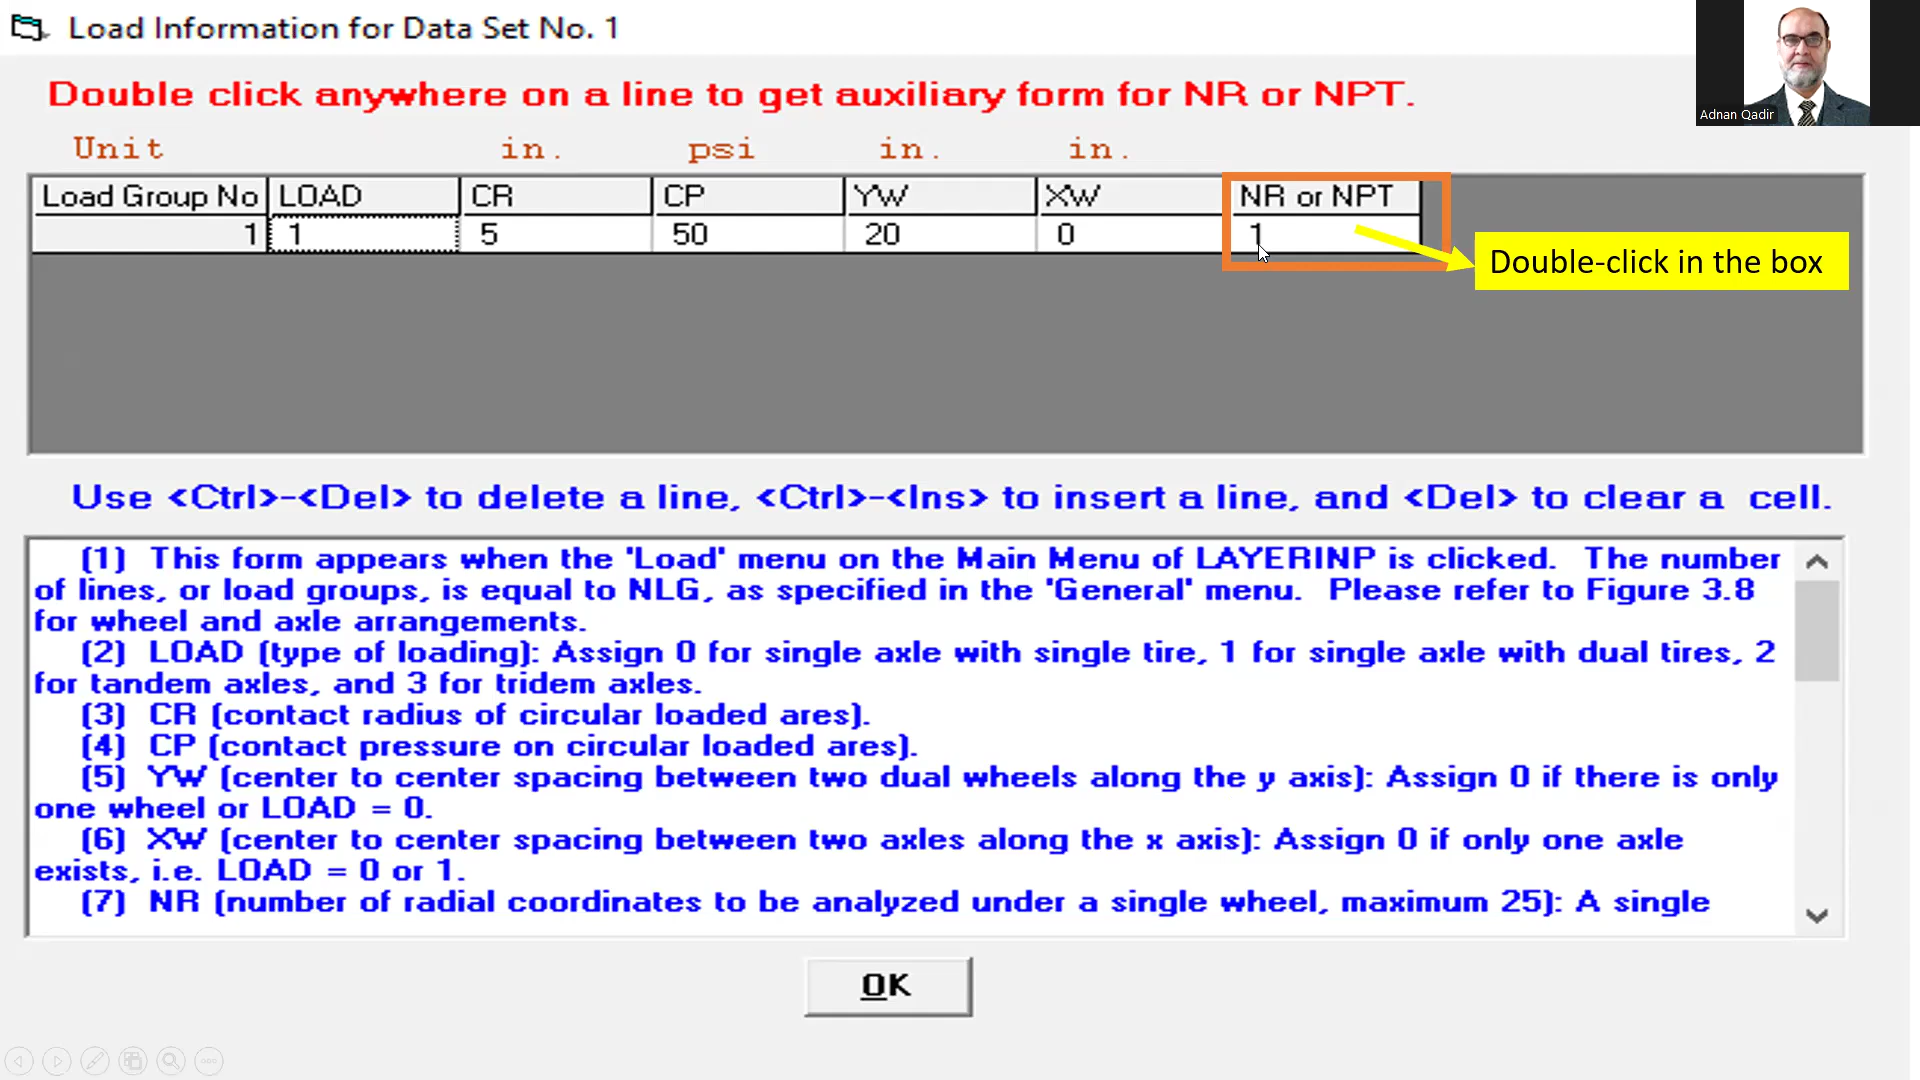 Load Information for Data Set No. 1
Adnan Qadir
Double click anywhere on a line to get auxiliary form for NR or NPT.
Unit in. psi in. in.
Load Group No LOAD CR CP YW XW NR or NPT
1 1 5 50 20 0 1
Double-click in the box
Use <Ctrl>-<Del> to delete a line, <Ctrl>-<Ins> to insert a line, and <Del> to clear a cell.
(1) This form appears when the 'Load' menu on the Main Menu of LAYERINP is clicked. The number
of lines, or load groups, is equal to NLG, as specified in the 'General' menu. Please refer to Figure 3.8
for wheel and axle arrangements.
(2) LOAD (type of loading): Assign 0 for single axle with single tire, 1 for single axle with dual tires, 2
for tandem axles, and 3 for tridem axles.
(3) CR (contact radius of circular loaded ares).
(4) CP (contact pressure on circular loaded ares).
(5) YW (center to center spacing between two dual wheels along the y axis): Assign 0 if there is only
one wheel or LOAD = 0.
(6) XW (center to center spacing between two axles along the x axis): Assign 0 if only one axle
exists, i.e. LOAD = 0 or 1.
(7) NR (number of radial coordinates to be analyzed under a single wheel, maximum 25): A single
OK